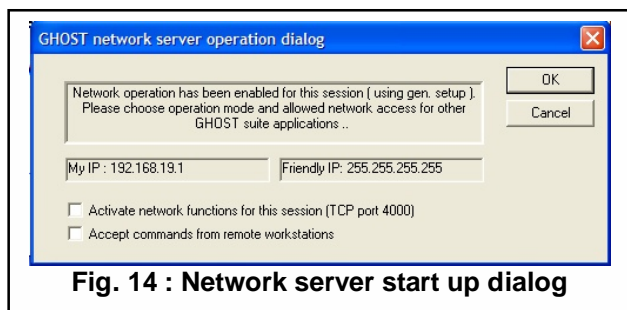 GHOST network server operation dialog
Network operation has been enabled for this session ( using gen. setup ).
Please choose operation mode and allowed network access for other
GHOST suite applications ..
OK
Cancel
My IP : 192.168.19.1
Friendly IP: 255.255.255.255
Activate network functions for this session (TCP port 4000)
Accept commands from remote workstations
Fig. 14 : Network server start up dialog